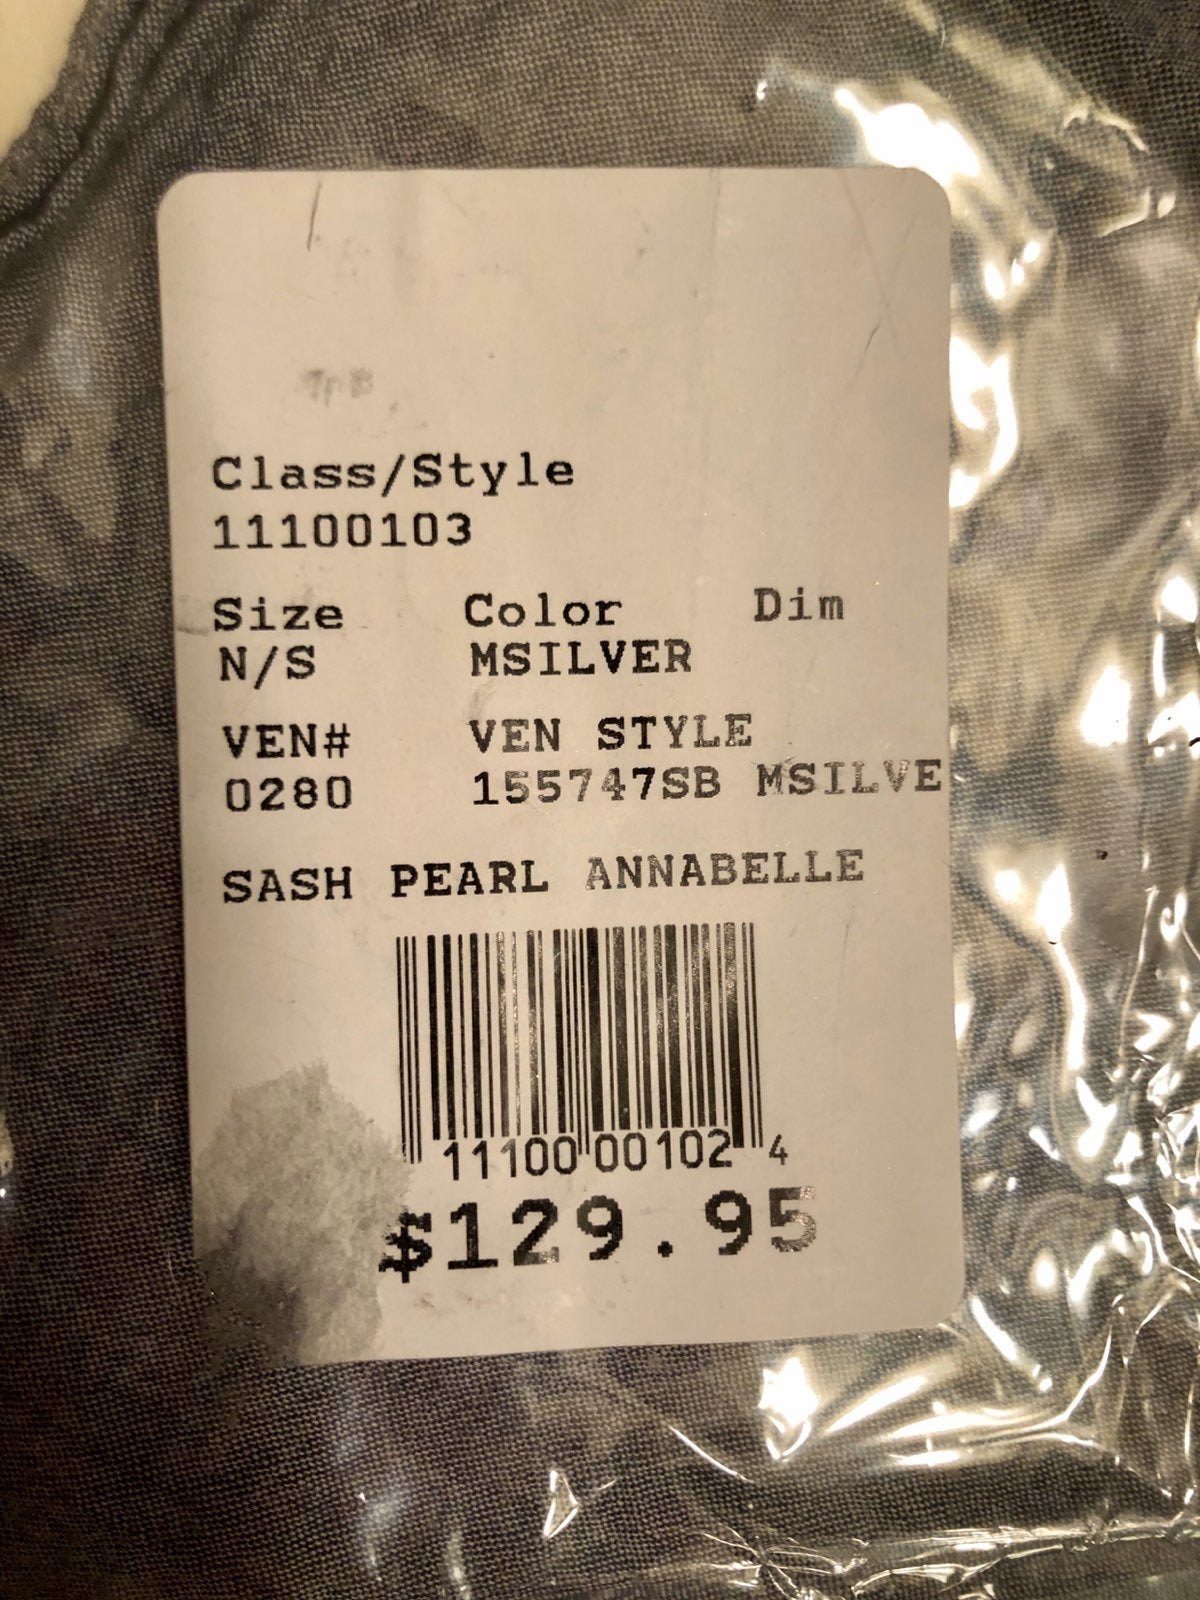 Class/Style
11100103
Size Color Dim
N/S MSILVER
VEN# VEN STYLE
0280 155747SB MSILVE
SASH PEARL ANNABELLE
11100 00102 4
$129.95